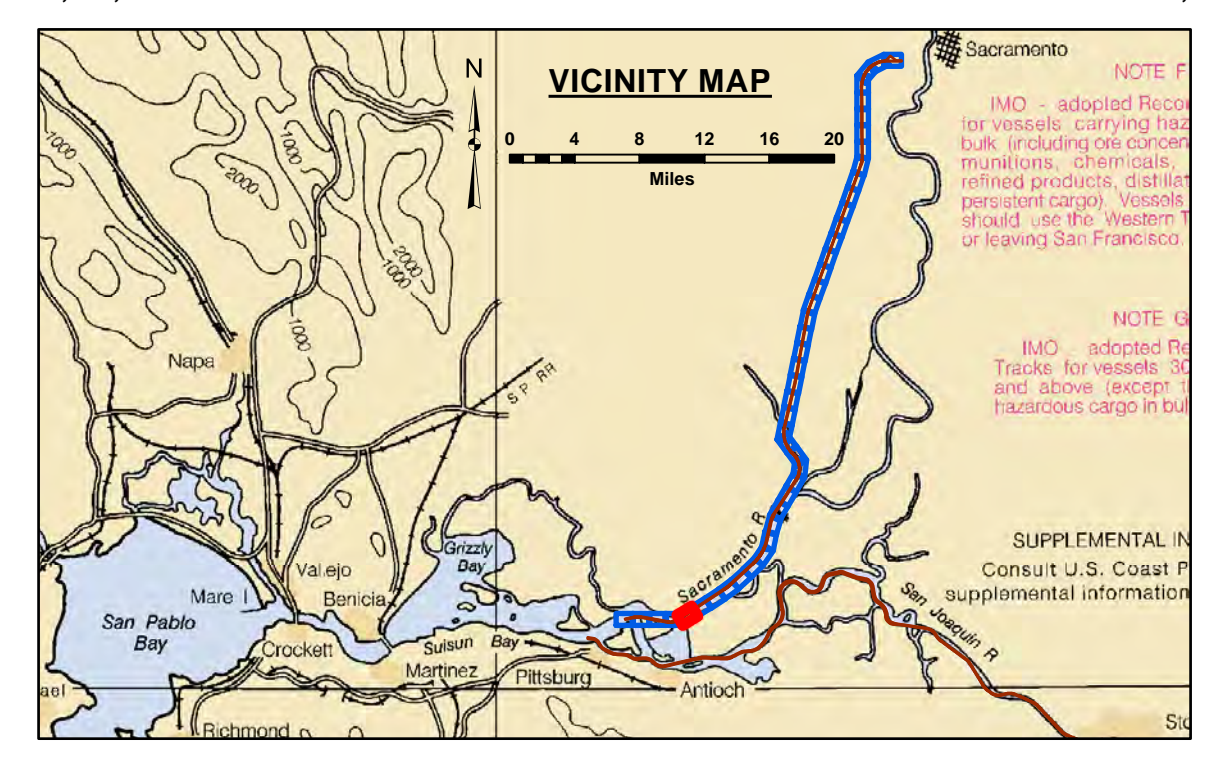 VICINITY MAP
N
0 4 8 12 16 20
Miles
Sacramento
NOTE F
IMO - adopted Recor
for vessels carrying haz
bulk (including ore concen
munitions, chemicals,
refined products, distillat
persistent cargo). Vessels
should use the Western T
or leaving San Francisco.
NOTE G
IMO - adopted Re
Tracks for vessels 30
and above (except t
hazardous cargo in bul
SUPPLEMENTAL IN
Consult U.S. Coast P
supplemental information
1000
2000
1000
2000
1000
1000
Napa
S P RR
Grizzly
Bay
Sacramento R
Vallejo
Mare I
Benicia
San Pablo
Bay
Crockett
Suisun Bay
Martinez
Pittsburg
Antioch
San Joaquin R
ael
Richmond
Sto